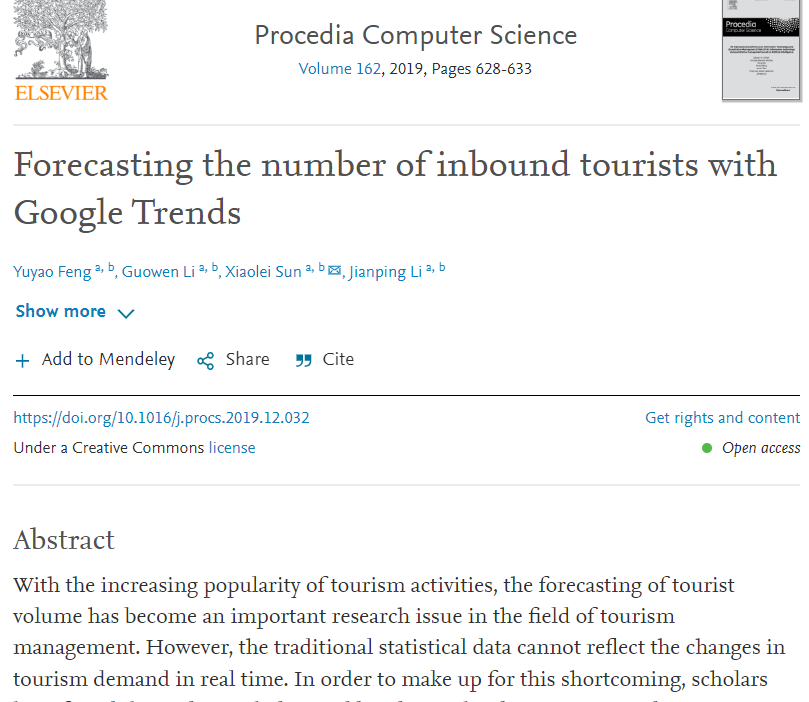 Procedia Computer Science
Volume 162, 2019, Pages 628-633
ELSEVIER
Procedia
Computer Science
Forecasting the number of inbound tourists with
Google Trends
Yuyao Feng a, b, Guowen Li a, b, Xiaolei Sun a, b ✉, Jianping Li a, b
Show more
+ Add to Mendeley Share Cite
https://doi.org/10.1016/j.procs.2019.12.032 Get rights and content
Under a Creative Commons license Open access
Abstract
With the increasing popularity of tourism activities, the forecasting of tourist
volume has become an important research issue in the field of tourism
management. However, the traditional statistical data cannot reflect the changes in
tourism demand in real time. In order to make up for this shortcoming, scholars